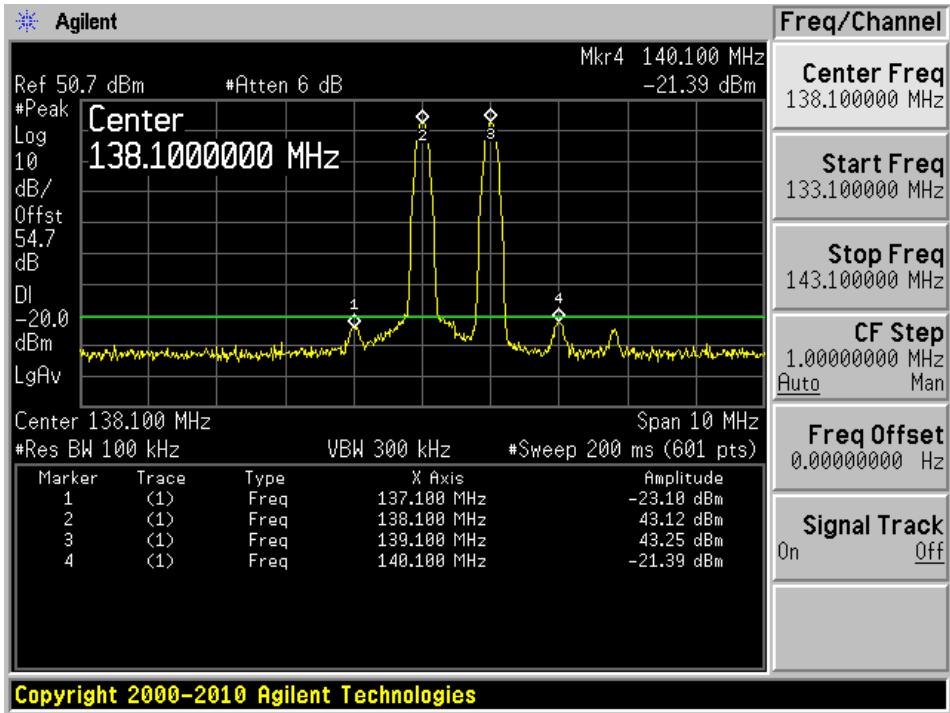 Agilent
Freq/Channel
Mkr4 140.100 MHz
Ref 50.7 dBm #Atten 6 dB -21.39 dBm
#Peak
Log
10
dB/
Offst
54.7
dB
DI
-20.0
dBm
LgAv
Center
138.1000000 MHz
2
3
1
4
Center 138.100 MHz Span 10 MHz
#Res BW 100 kHz VBW 300 kHz #Sweep 200 ms (601 pts)
Marker Trace Type X Axis Amplitude
1 (1) Freq 137.100 MHz -23.10 dBm
2 (1) Freq 138.100 MHz 43.12 dBm
3 (1) Freq 139.100 MHz 43.25 dBm
4 (1) Freq 140.100 MHz -21.39 dBm
Center Freq
138.100000 MHz
Start Freq
133.100000 MHz
Stop Freq
143.100000 MHz
CF Step
1.00000000 MHz
Auto Man
Freq Offset
0.00000000 Hz
Signal Track
On Off
Copyright 2000-2010 Agilent Technologies